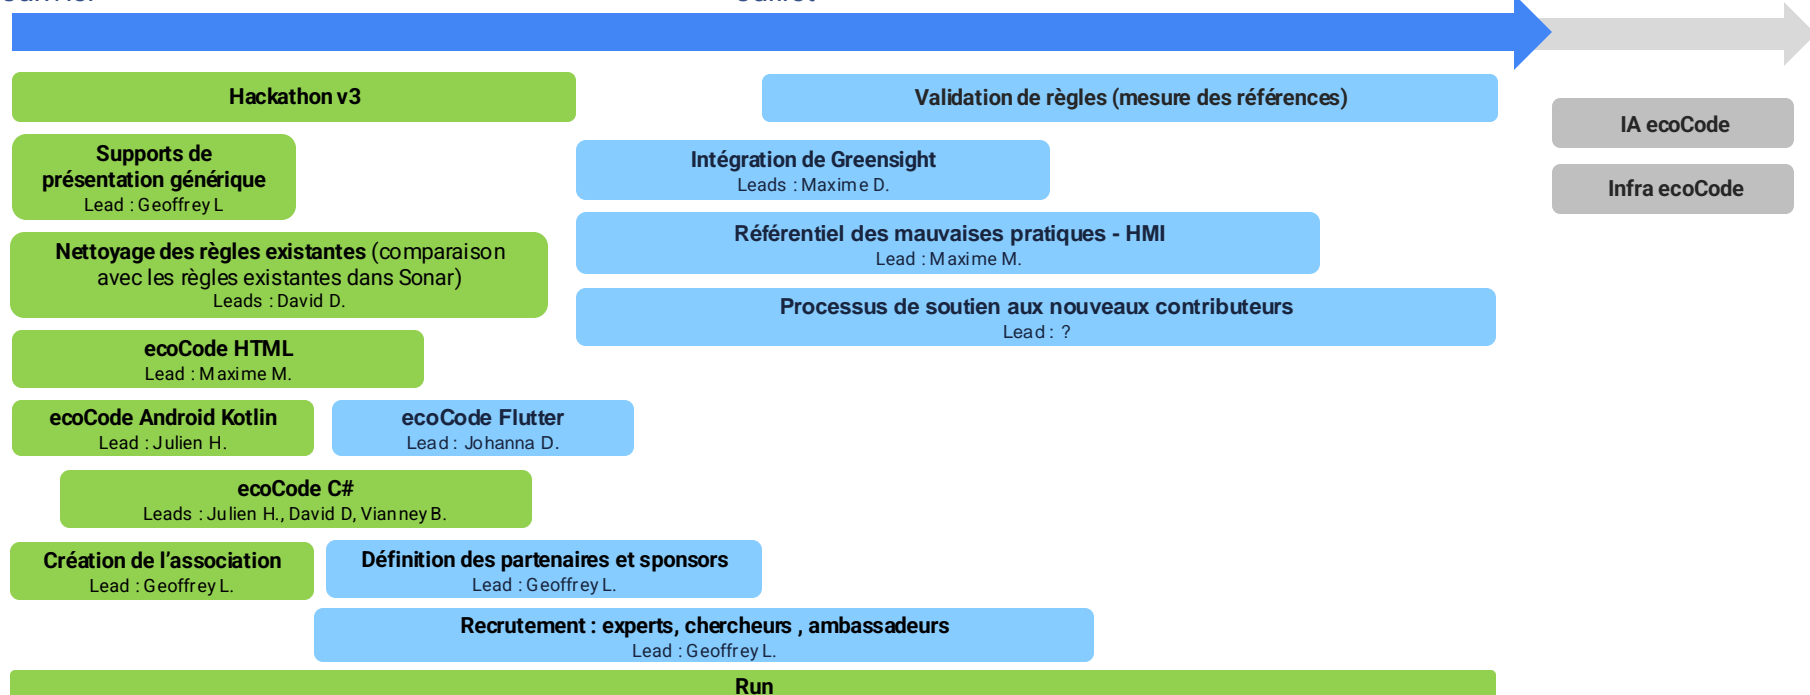 Hackathon v3
Validation de règles (mesure des références)
IA ecoCode
Supports de
présentation générique
Lead : Geoffrey L
Intégration de Greensight
Leads : Maxime D.
Infra ecoCode
Référentiel des mauvaises pratiques - HMI
Lead : Maxime M.
Nettoyage des règles existantes (comparaison
avec les règles existantes dans Sonar)
Leads : David D.
Processus de soutien aux nouveaux contributeurs
Lead : ?
ecoCode HTML
Lead : Maxime M.
ecoCode Android Kotlin
Lead : Julien H.
ecoCode Flutter
Lead : Johanna D.
ecoCode C#
Leads : Julien H., David D, Vianney B.
Création de l’association
Lead : Geoffrey L.
Définition des partenaires et sponsors
Lead : Geoffrey L.
Recrutement : experts, chercheurs , ambassadeurs
Lead : Geoffrey L.
Run